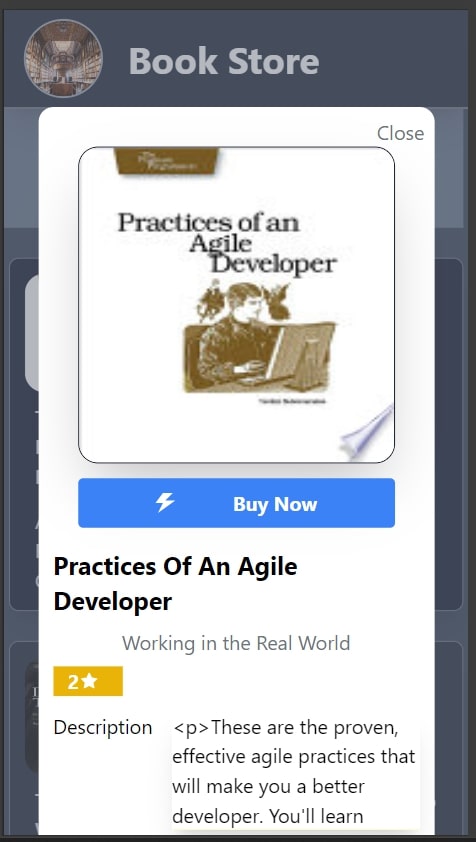 Book Store
Close
The
Pragmatic
Programmers
Practices of an
Agile
Developer
Buy Now
Practices Of An Agile
Developer
Working in the Real World
2★
Description
<p>These are the proven,
effective agile practices that
will make you a better
developer. You'll learn